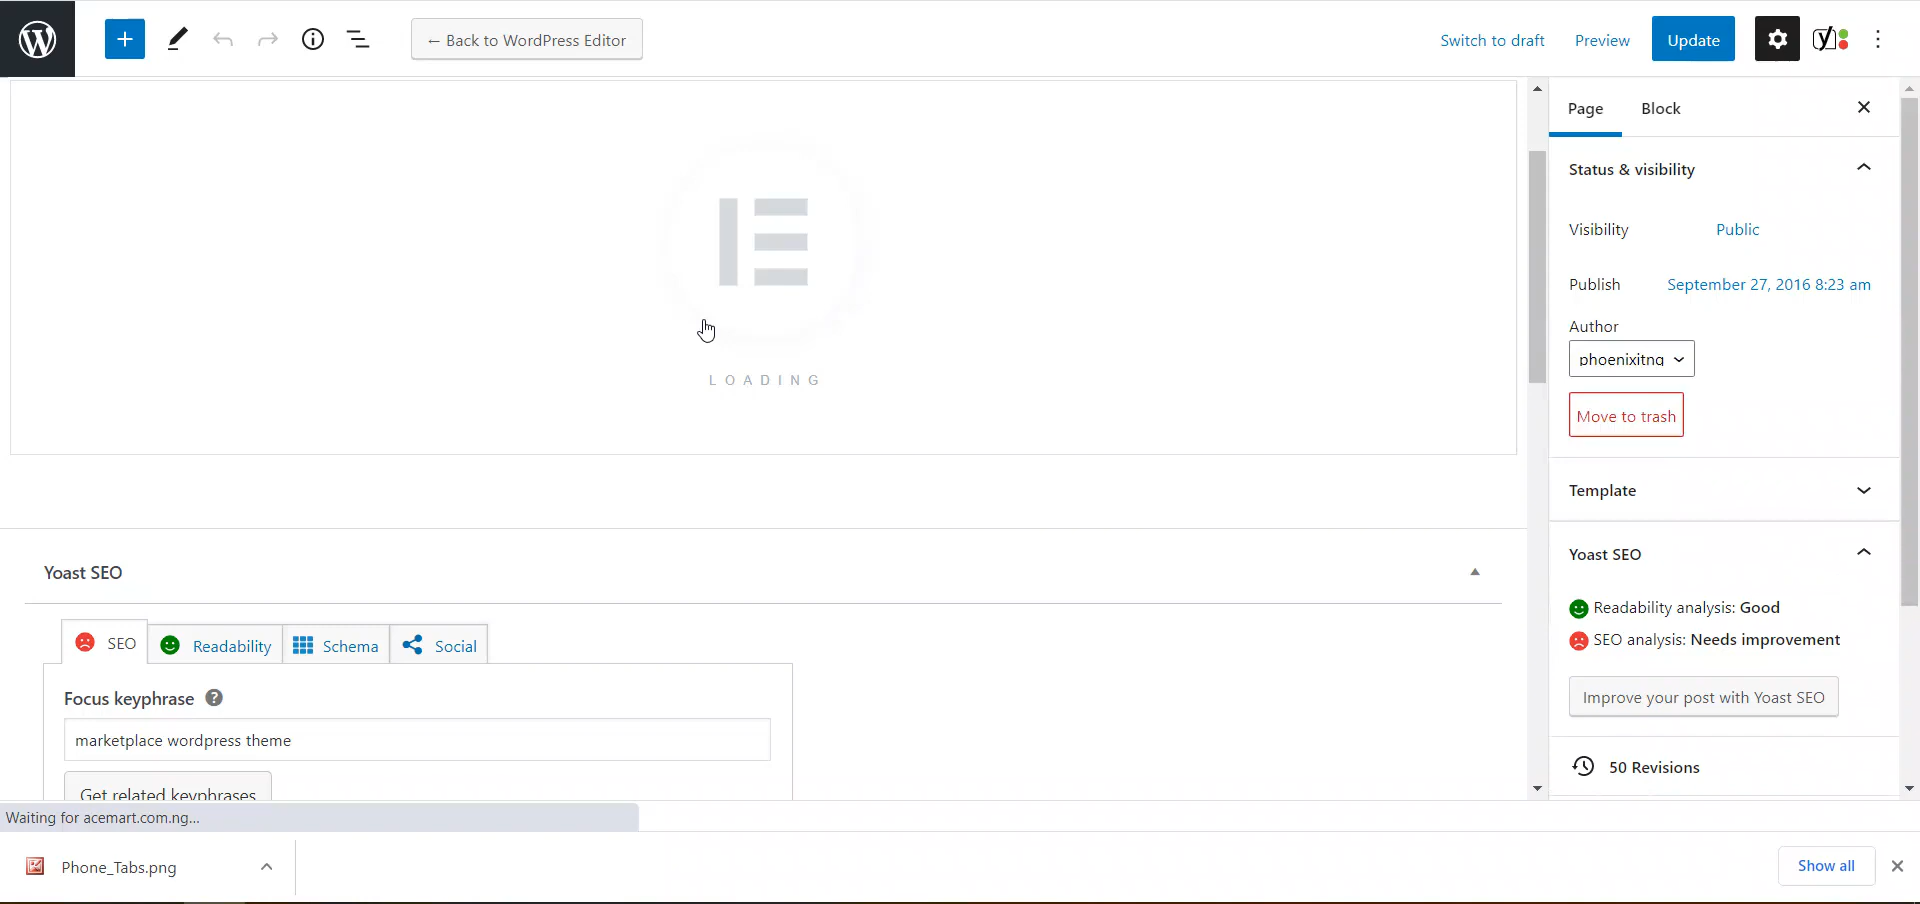 ← Back to WordPress Editor
Switch to draft
Preview
Update
LOADING
Page
Block
Status & visibility
Visibility
Public
Publish
September 27, 2016 8:23 am
Author
phoenixitng
Move to trash
Template
Yoast SEO
Readability analysis: Good
SEO analysis: Needs improvement
Improve your post with Yoast SEO
50 Revisions
Yoast SEO
SEO
Readability
Schema
Social
Focus keyphrase
marketplace wordpress theme
Get related keyphrases
Waiting for acemart.com.ng...
Phone_Tabs.png
Show all